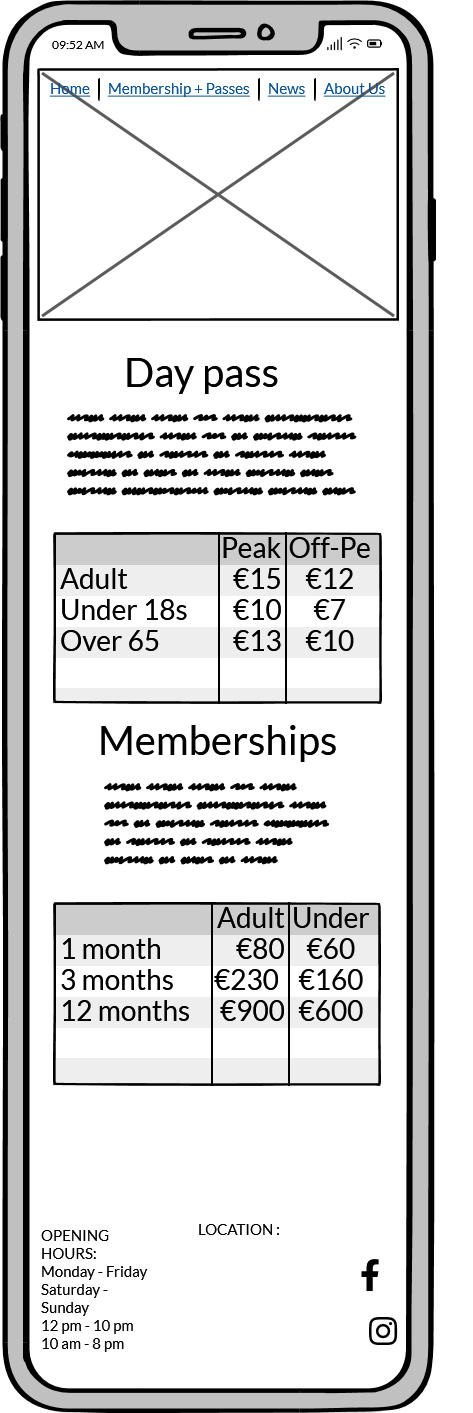 09:52 AM
Home | Membership + Passes | News | About Us
Day pass
Peak Off-Pe
Adult €15 €12
Under 18s €10 €7
Over 65 €13 €10
Memberships
Adult Under
1 month €80 €60
3 months €230 €160
12 months €900 €600
OPENING
HOURS:
Monday - Friday
Saturday -
Sunday
12 pm - 10 pm
10 am - 8 pm
LOCATION :